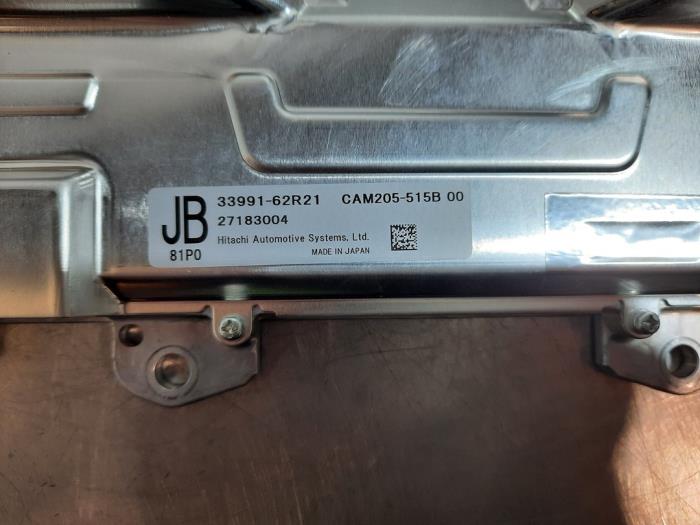 JB 33991-62R21 CAM205-515B 00
27183004
81P0 Hitachi Automotive Systems, Ltd. MADE IN JAPAN